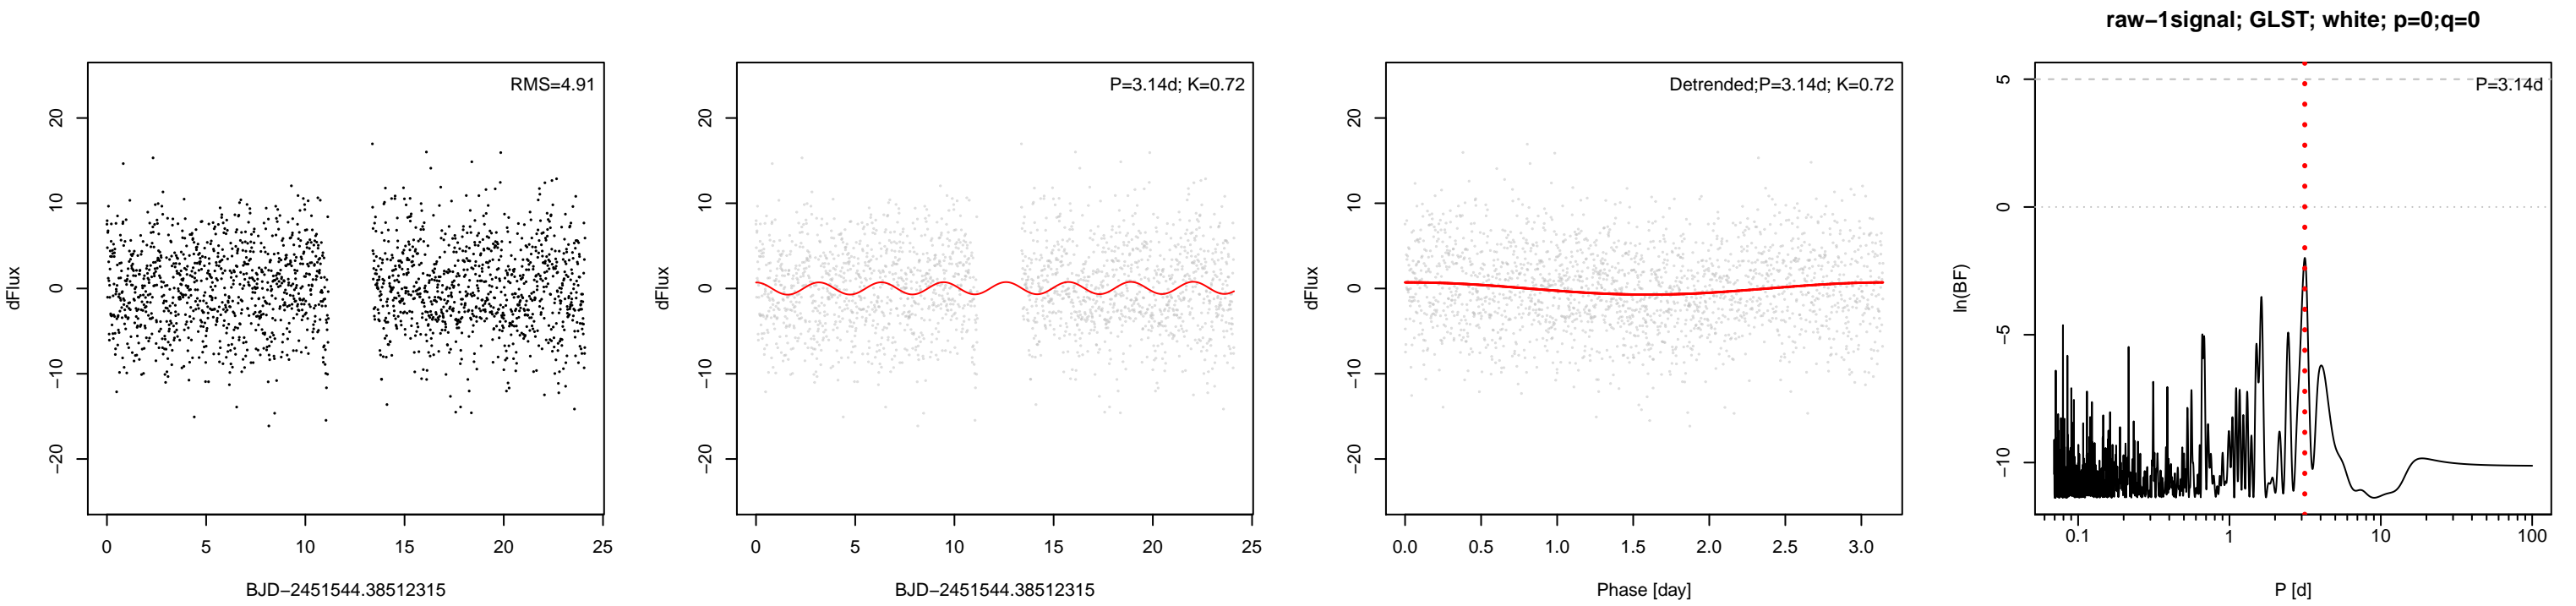 raw−1signal; GLST; white; p=0;q=0
RMS=4.91
dFlux
20
10
0
−10
−20
0 5 10 15 20 25
BJD−2451544.38512315
P=3.14d; K=0.72
dFlux
20
10
0
−10
−20
0 5 10 15 20 25
BJD−2451544.38512315
Detrended;P=3.14d; K=0.72
dFlux
20
10
0
−10
−20
0.0 0.5 1.0 1.5 2.0 2.5 3.0
Phase [day]
P=3.14d
ln(BF)
5
0
−5
−10
0.1 1 10 100
P [d]